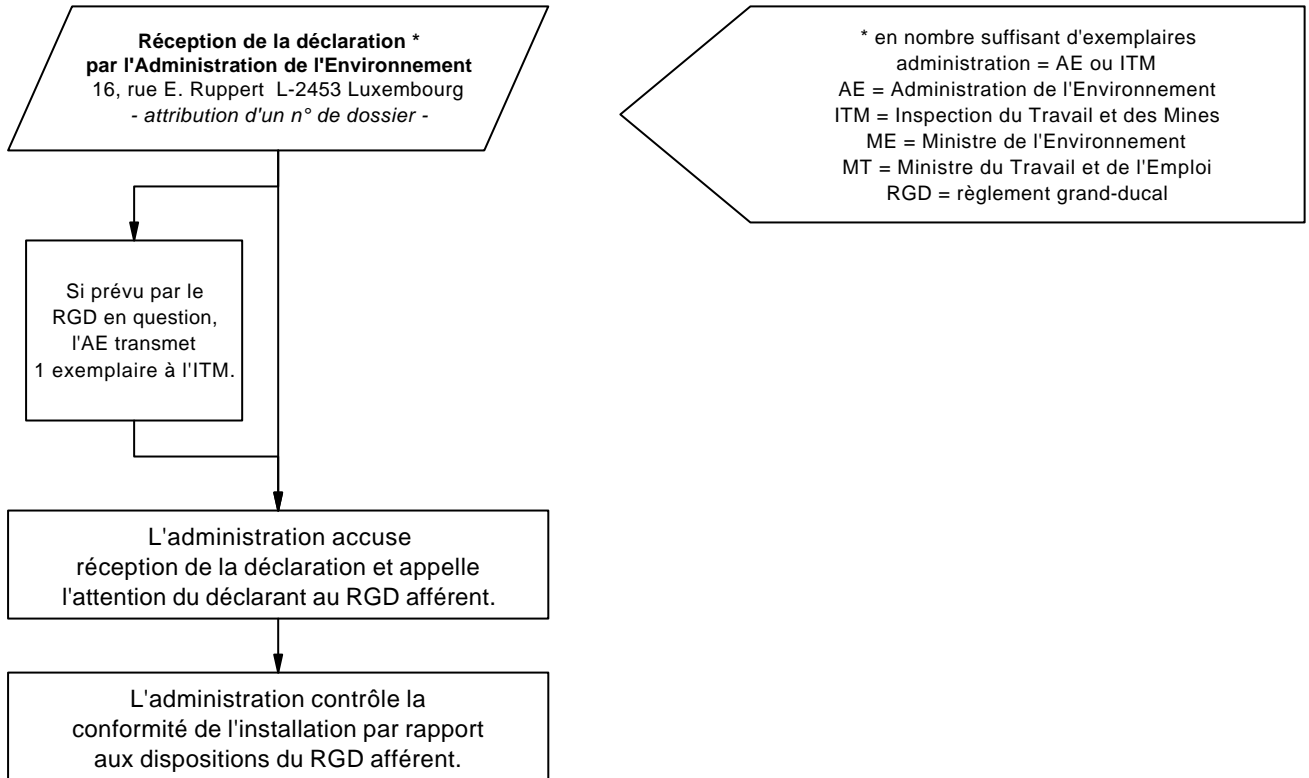 Réception de la déclaration *
par l'Administration de l'Environnement
16, rue E. Ruppert L-2453 Luxembourg
- attribution d'un n° de dossier -
* en nombre suffisant d'exemplaires
administration = AE ou ITM
AE = Administration de l'Environnement
ITM = Inspection du Travail et des Mines
ME = Ministre de l'Environnement
MT = Ministre du Travail et de l'Emploi
RGD = règlement grand-ducal
Si prévu par le
RGD en question,
l'AE transmet
1 exemplaire à l'ITM.
L'administration accuse
réception de la déclaration et appelle
l'attention du déclarant au RGD afférent.
L'administration contrôle la
conformité de l'installation par rapport
aux dispositions du RGD afférent.